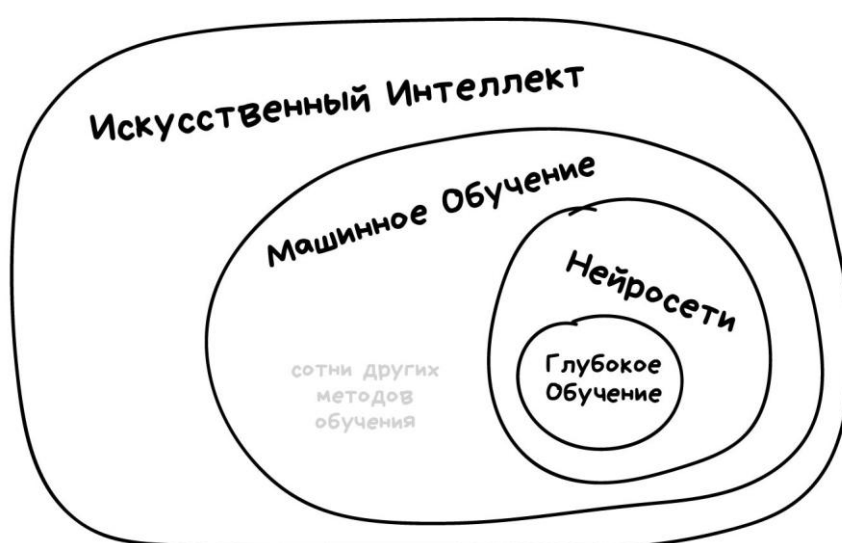 Искусственный Интеллект
Машинное Обучение
Нейросети
Глубокое
Обучение
сотни других
методов
обучения